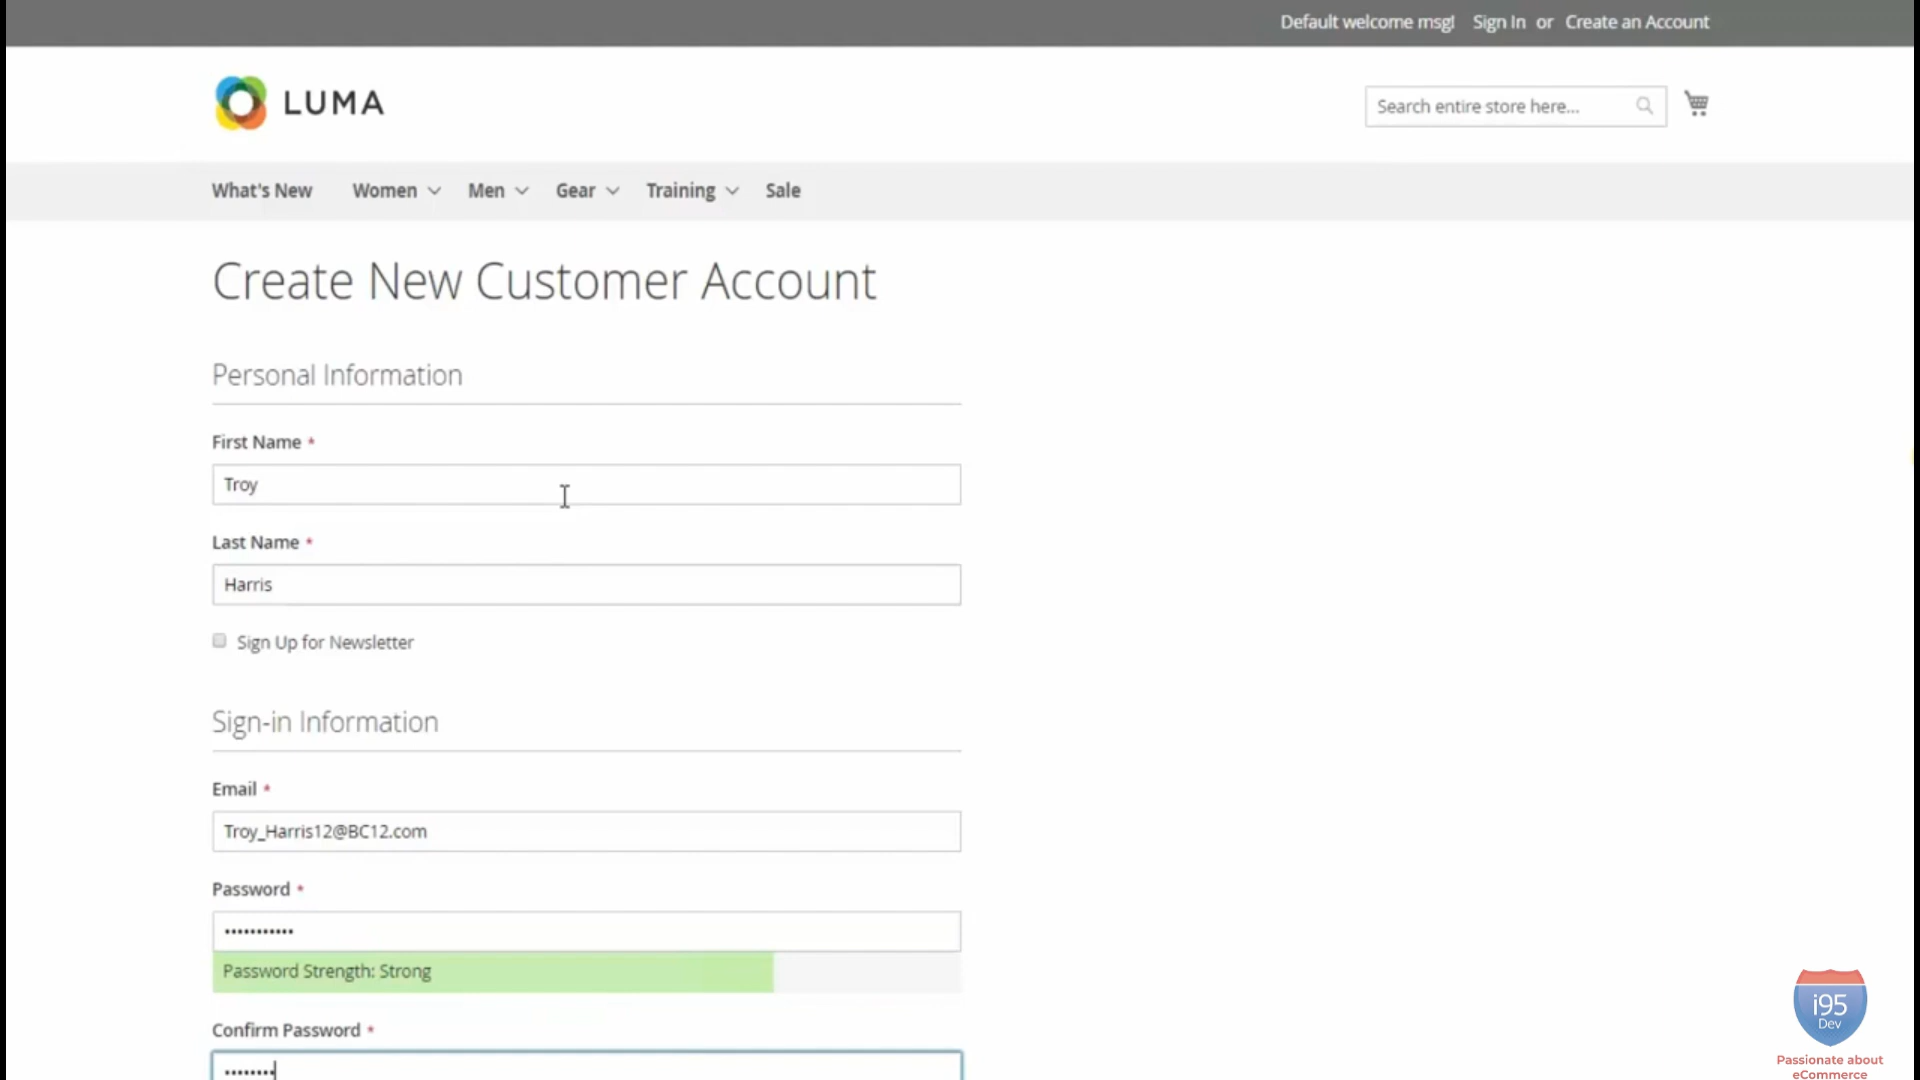 Default welcome msg! Sign In or Create an Account
LUMA
Search entire store here...
What's New Women Men Gear Training Sale
Create New Customer Account
Personal Information
First Name *
Troy
Last Name *
Harris
Sign Up for Newsletter
Sign-in Information
Email *
Troy_Harris12@BC12.com
Password *
•••••••••••
Password Strength: Strong
Confirm Password *
••••••••
i95
Dev
Passionate about
eCommerce